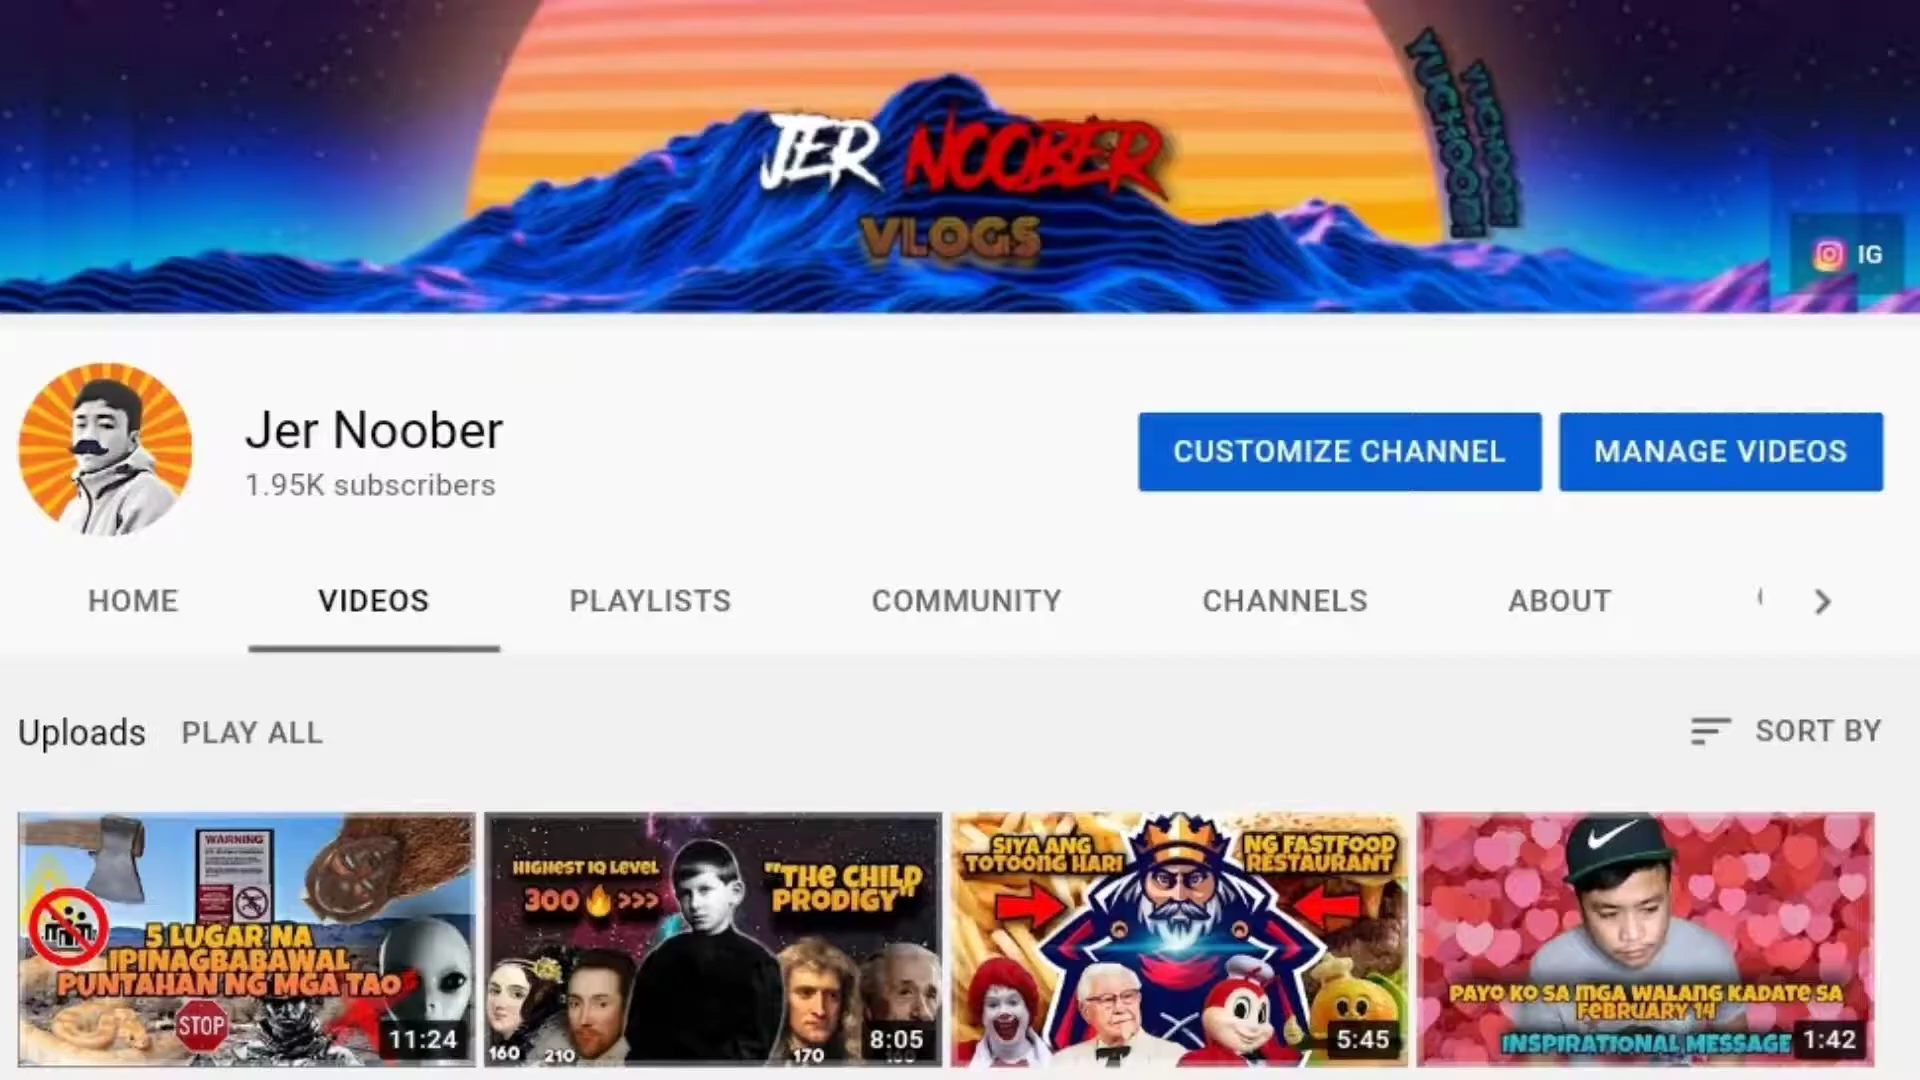 JER NOOBER
VLOGS
YUCHOOB!
YUCHOOB!
IG
Jer Noober
1.95K subscribers
CUSTOMIZE CHANNEL
MANAGE VIDEOS
HOME
VIDEOS
PLAYLISTS
COMMUNITY
CHANNELS
ABOUT
Uploads
PLAY ALL
SORT BY
WARNING
5 LUGAR NA
IPINAGBABAWAL
PUNTAHAN NG MGA TAO
STOP
11:24
HIGHEST IQ LEVEL
300 >>>
"THE CHILD
PRODIGY"
160
210
170
8:05
SIYA ANG
TOTOONG HARI
NG FASTFOOD
RESTAURANT
5:45
PAYO KO SA MGA WALANG KADATE SA
FEBRUARY 14
INSPIRATIONAL MESSAGE
1:42